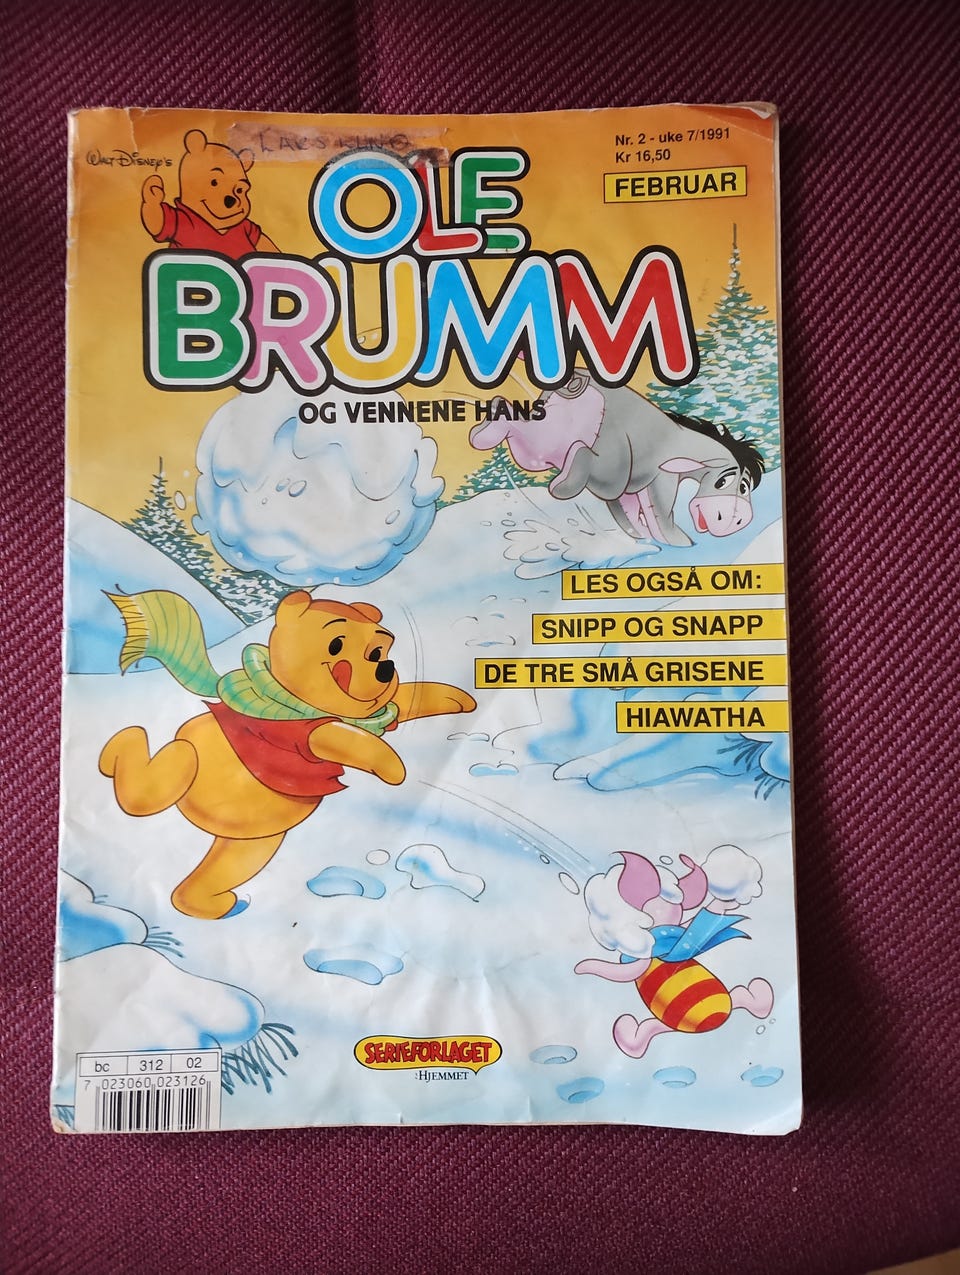 Walt Disney's
Nr. 2 - uke 7/1991
Kr 16,50
FEBRUAR
OLE
BRUMM
OG VENNENE HANS
LES OGSÅ OM:
SNIPP OG SNAPP
DE TRE SMÅ GRISENE
HIAWATHA
SERIEFORLAGET
HJEMMET
bc 312 02
7 023060 023126